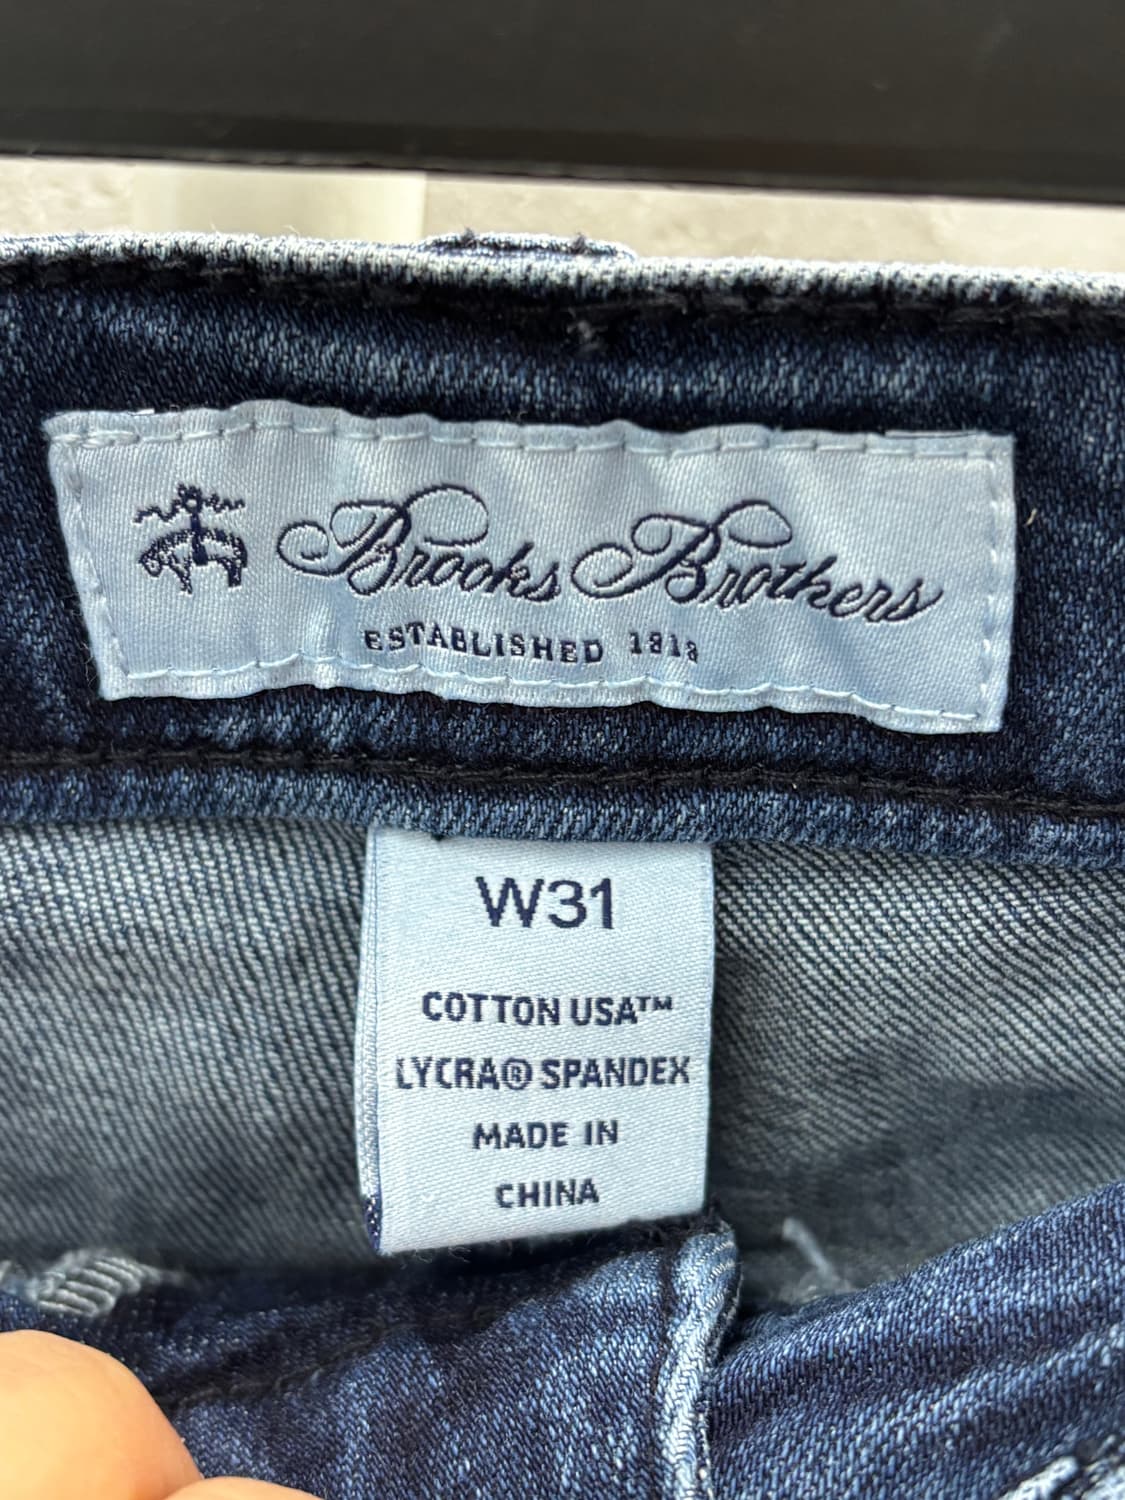 Brooks Brothers
ESTABLISHED 1818
W31
COTTON USA™
LYCRA® SPANDEX
MADE IN
CHINA